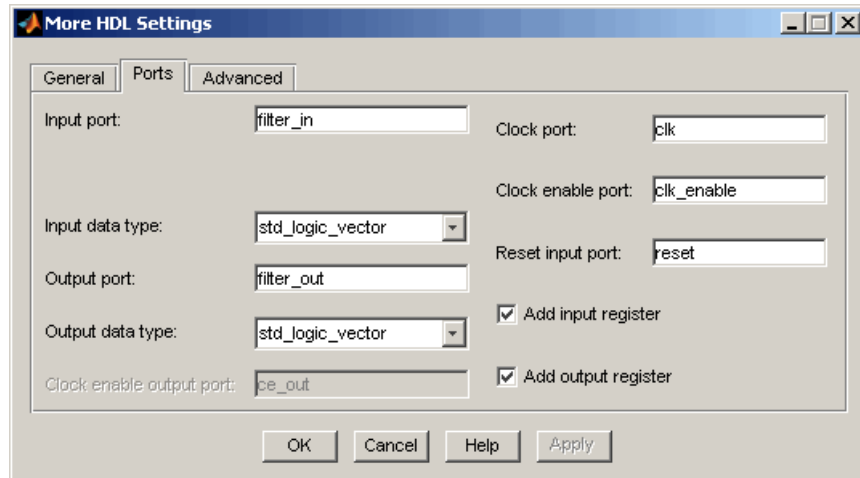 More HDL Settings
General Ports Advanced
Input port: filter_in
Clock port: clk
Clock enable port: clk_enable
Input data type: std_logic_vector
Reset input port: reset
Output port: filter_out
Add input register
Output data type: std_logic_vector
Add output register
Clock enable output port: ce_out
OK Cancel Help Apply